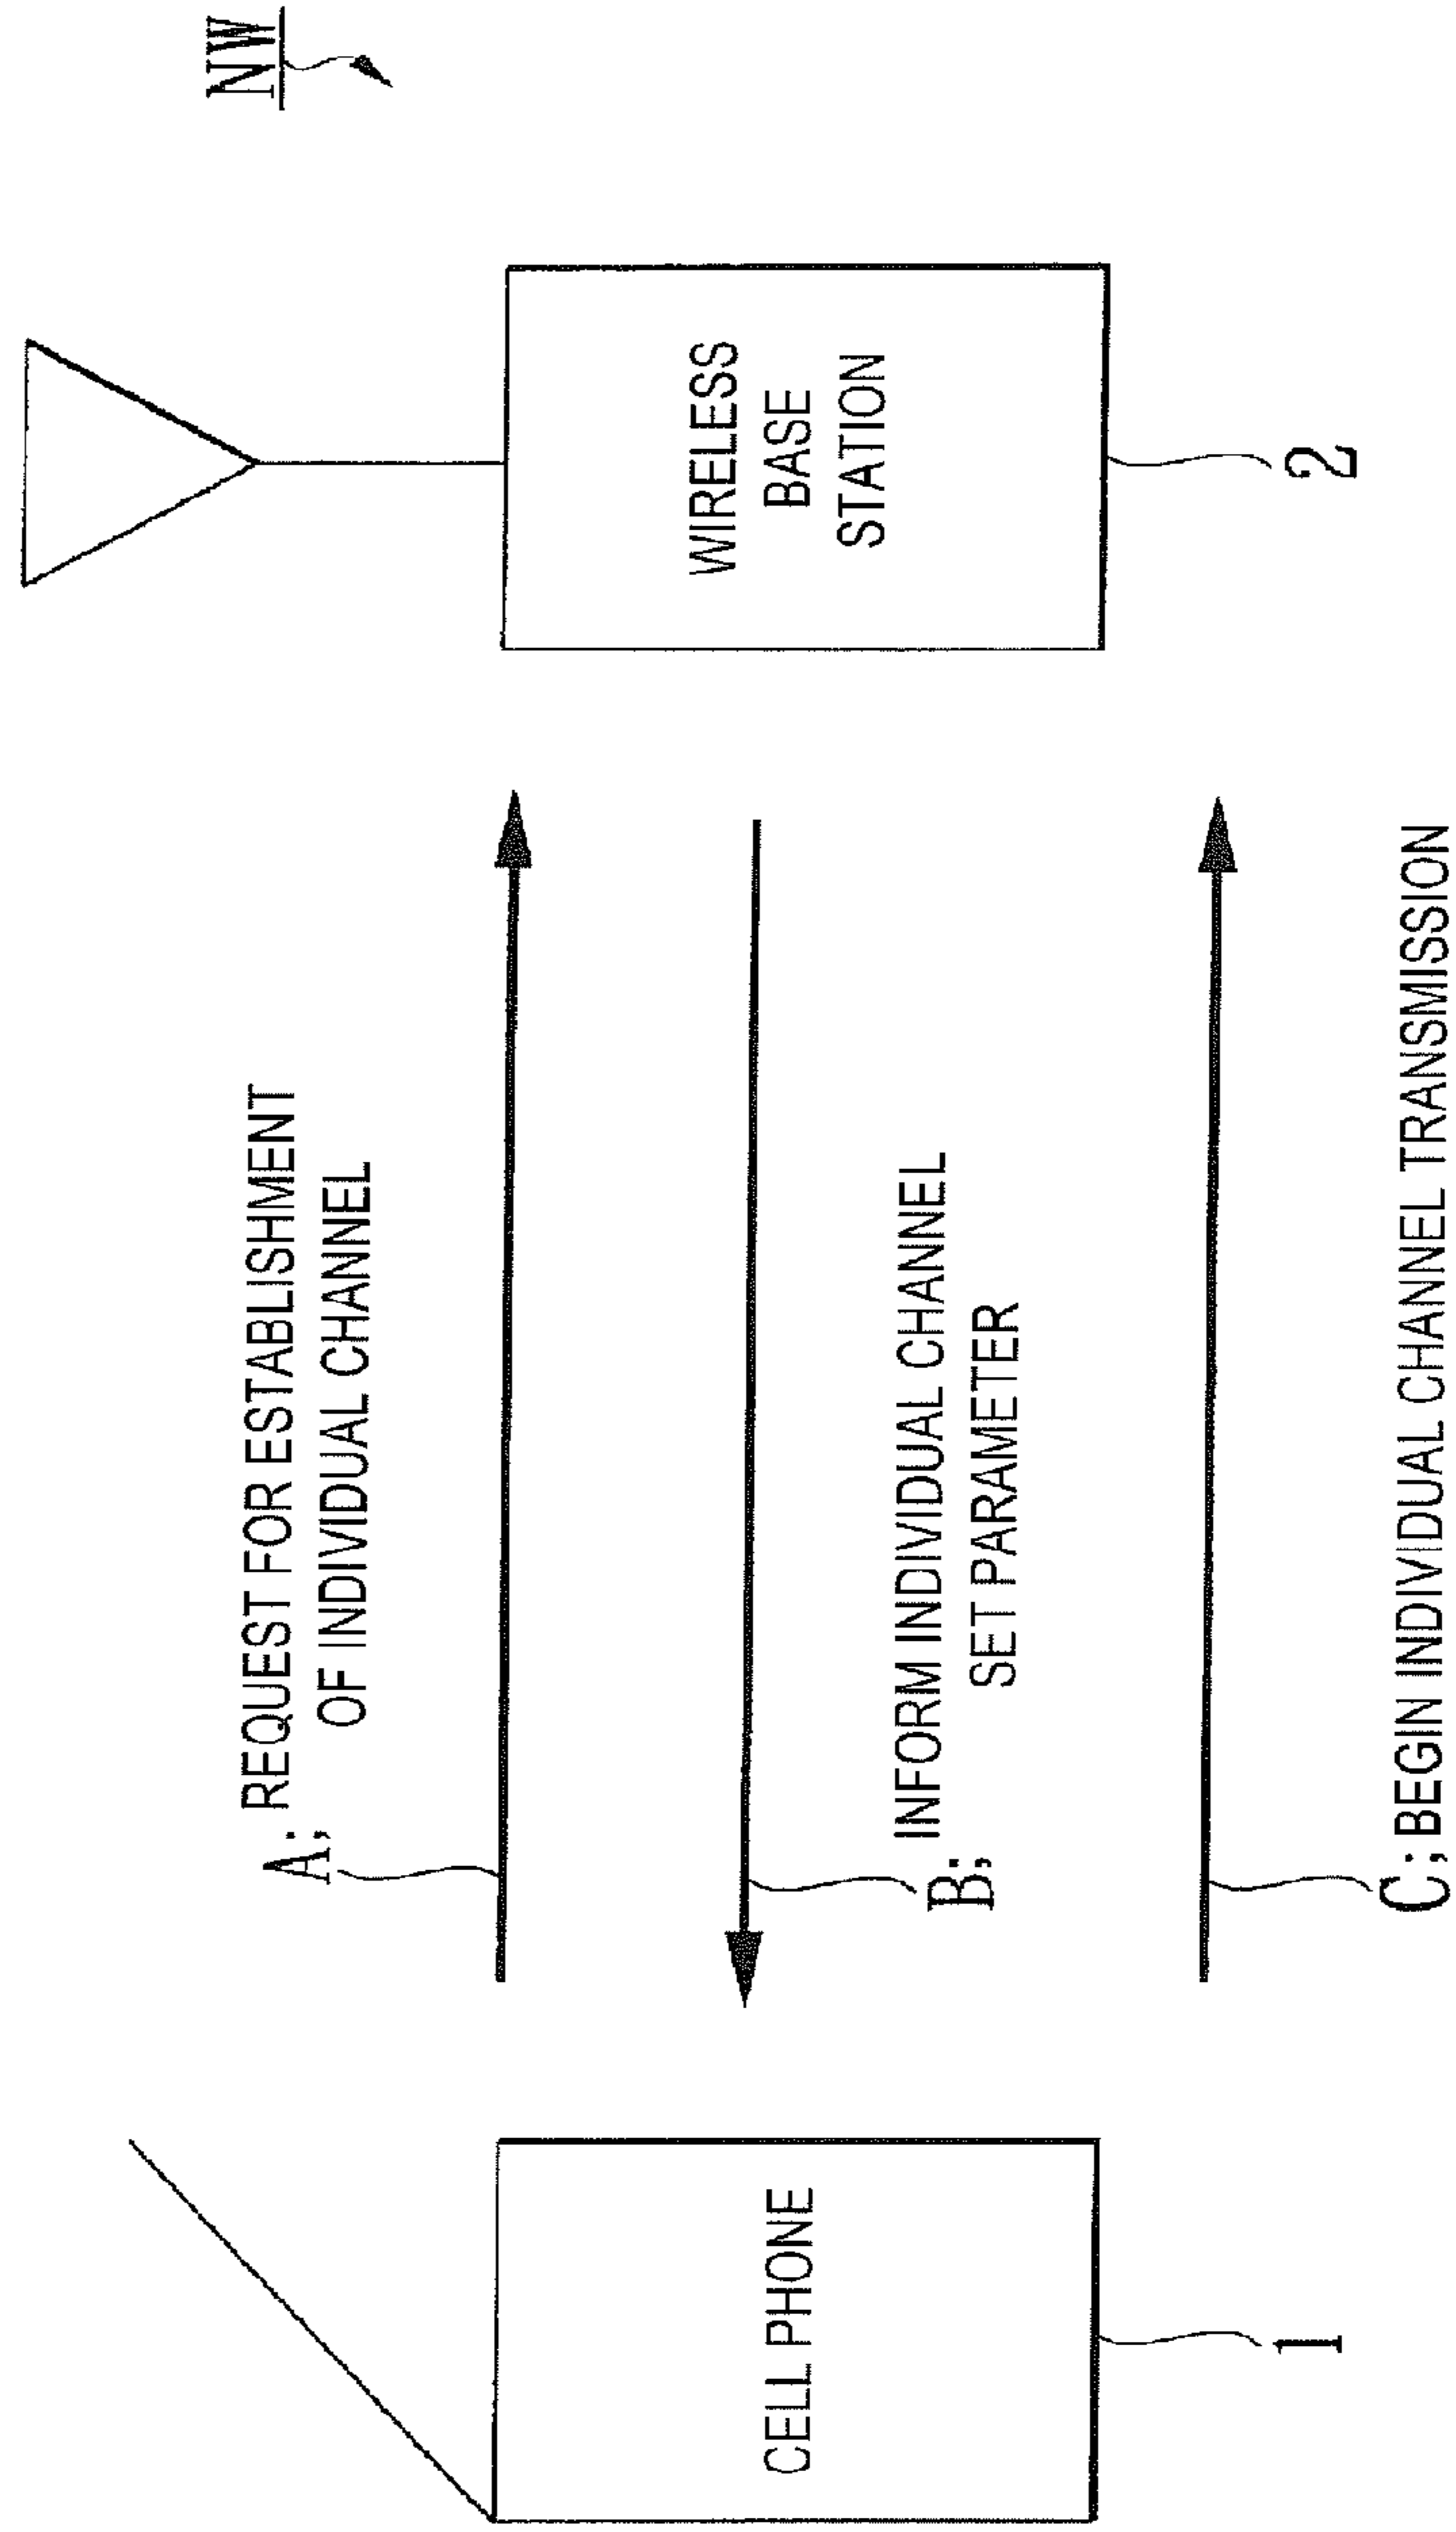 NW
A; REQUEST FOR ESTABLISHMENT
OF INDIVIDUAL CHANNEL
CELL PHONE
WIRELESS
BASE
STATION
B; INFORM INDIVIDUAL CHANNEL
SET PARAMETER
1
2
C; BEGIN INDIVIDUAL CHANNEL TRANSMISSION